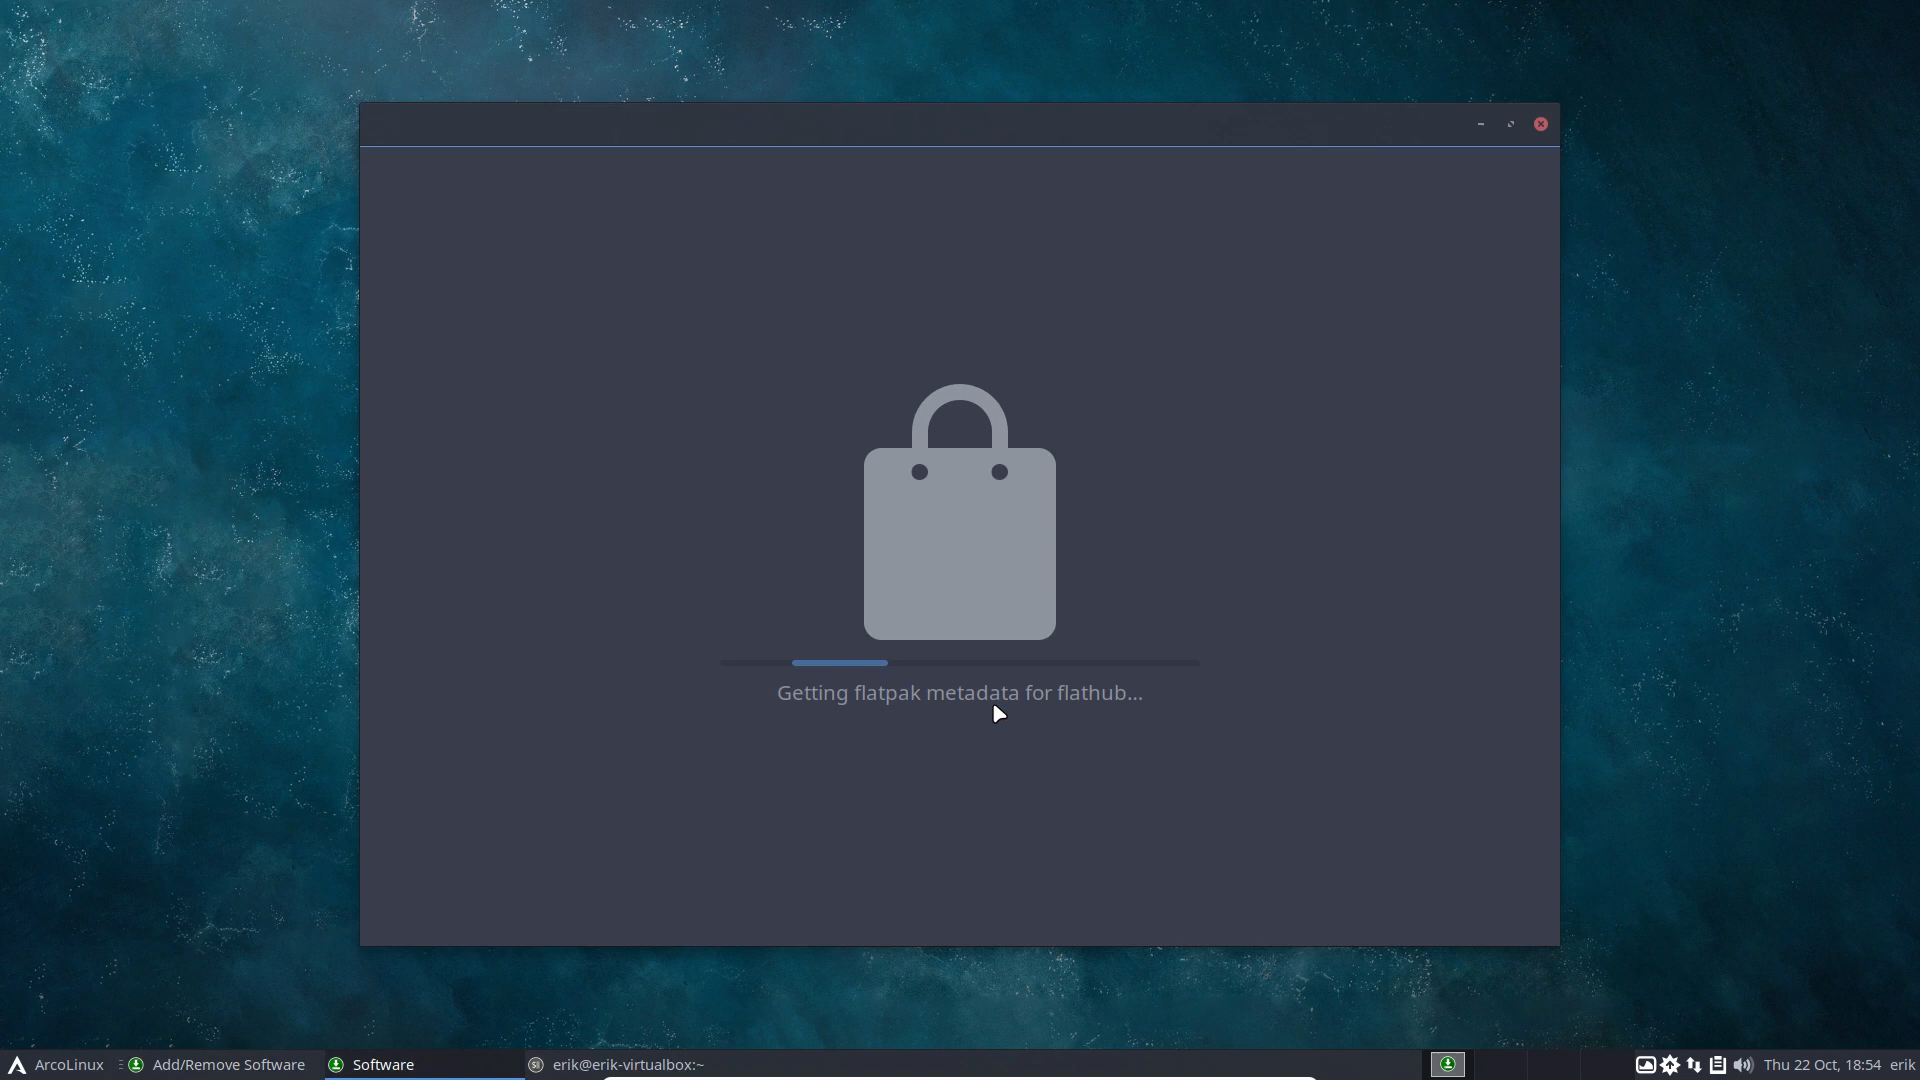 Getting flatpak metadata for flathub...
ArcoLinux
Add/Remove Software
Software
erik@erik-virtualbox:~
Thu 22 Oct, 18:54
erik